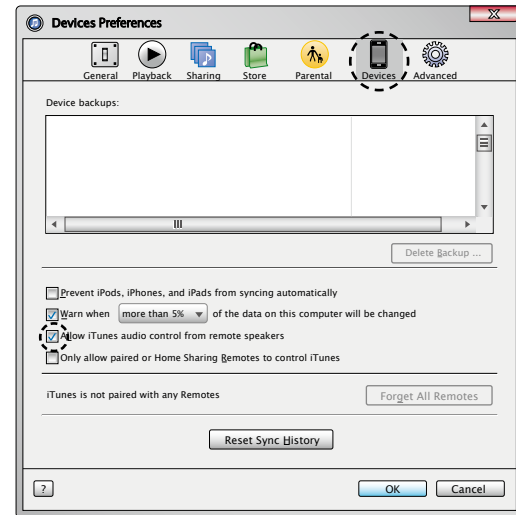 Devices Preferences
General Playback Sharing Store Parental Devices Advanced
Device backups:
Delete Backup ...
Prevent iPods, iPhones, and iPads from syncing automatically
Warn when more than 5% of the data on this computer will be changed
Allow iTunes audio control from remote speakers
Only allow paired or Home Sharing Remotes to control iTunes
iTunes is not paired with any Remotes Forget All Remotes
Reset Sync History
? OK Cancel